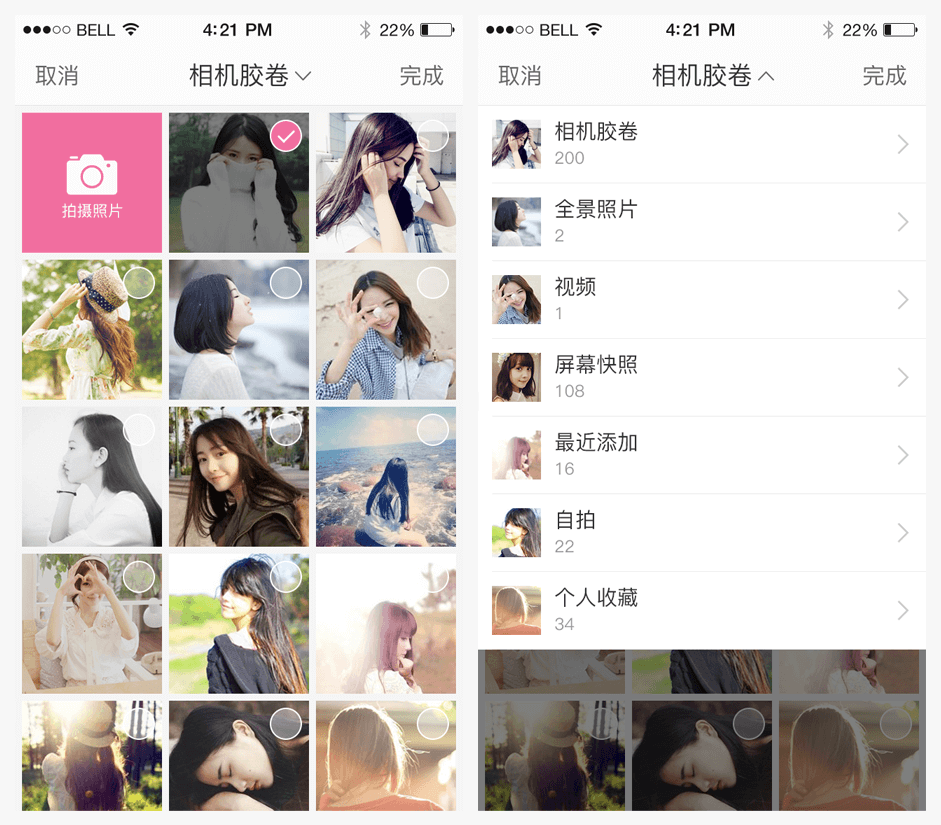 ●●●○○ BELL 4:21 PM 22%
取消 相机胶卷 完成
拍摄照片
●●●○○ BELL 4:21 PM 22%
取消 相机胶卷 完成
相机胶卷
200
全景照片
2
视频
1
屏幕快照
108
最近添加
16
自拍
22
个人收藏
34